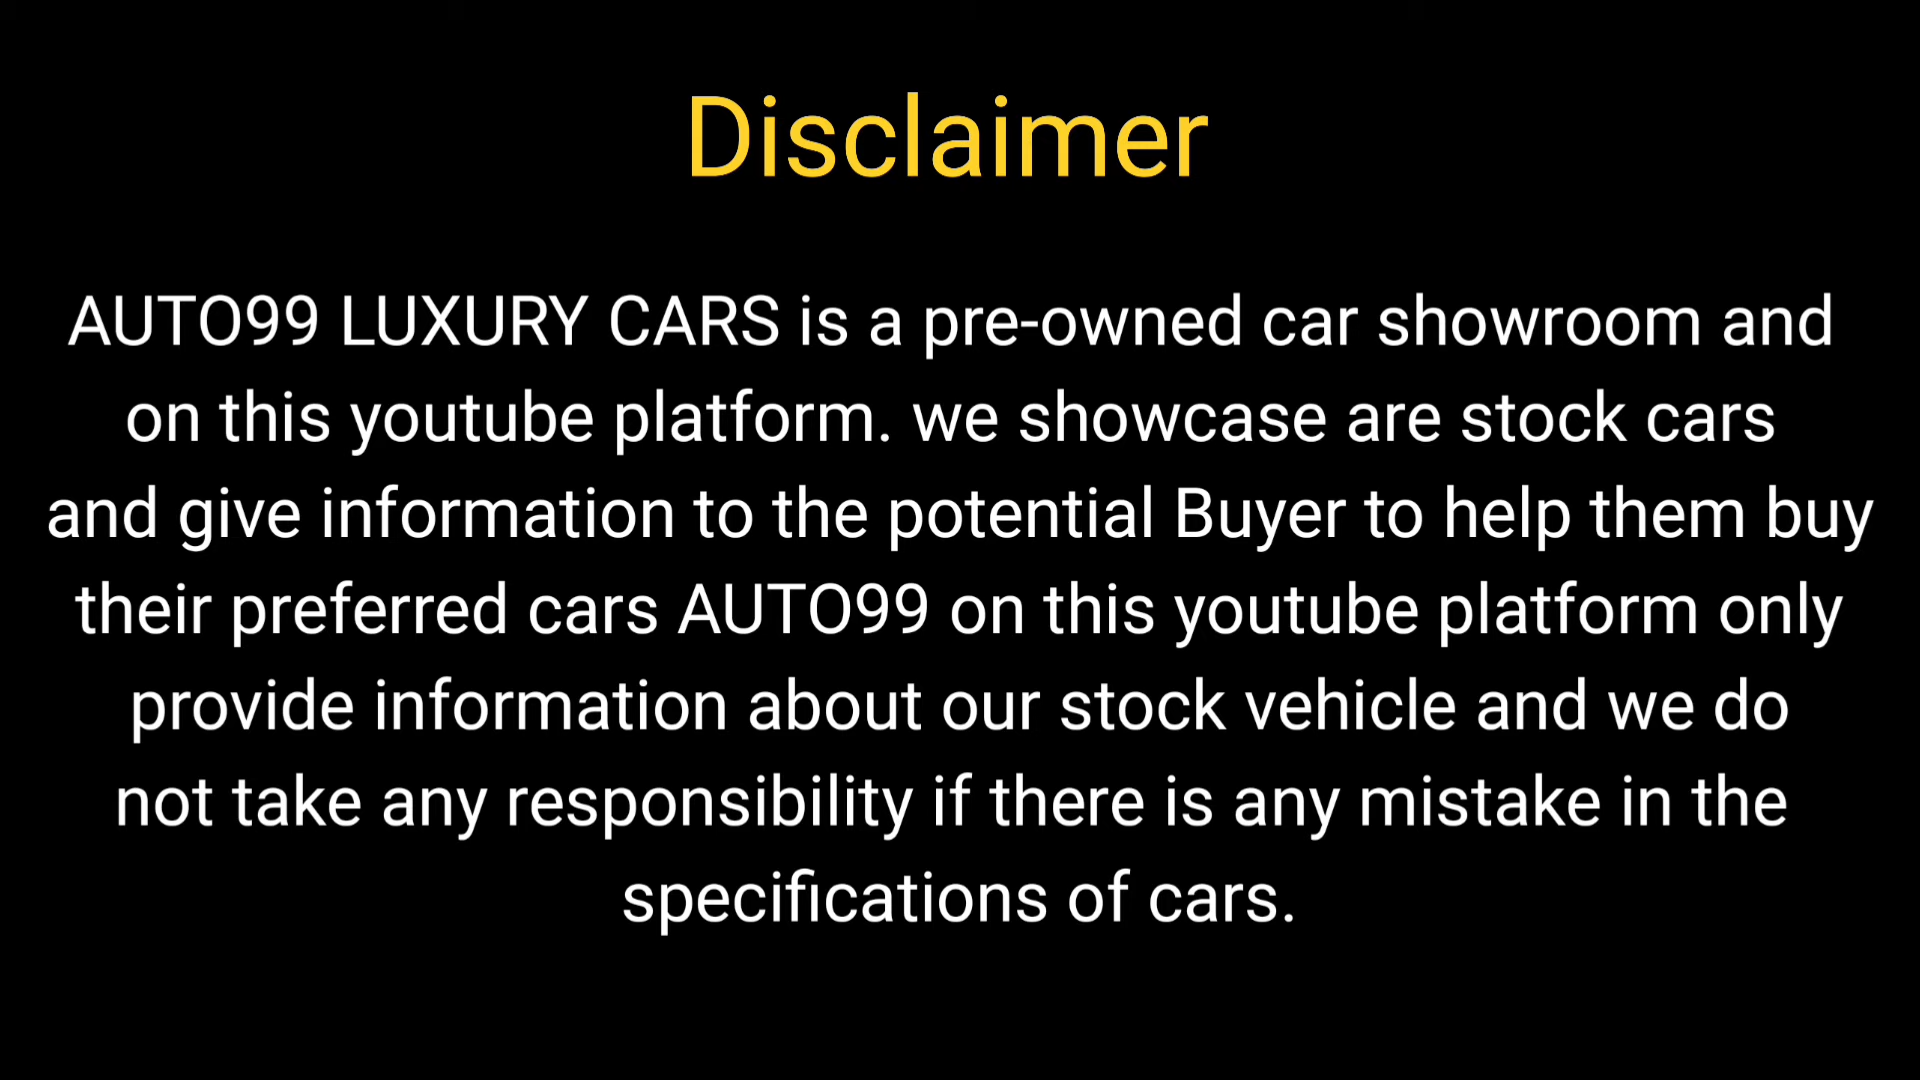 Disclaimer
AUTO99 LUXURY CARS is a pre-owned car showroom and
on this youtube platform. we showcase are stock cars
and give information to the potential Buyer to help them buy
their preferred cars AUTO99 on this youtube platform only
provide information about our stock vehicle and we do
not take any responsibility if there is any mistake in the
specifications of cars.